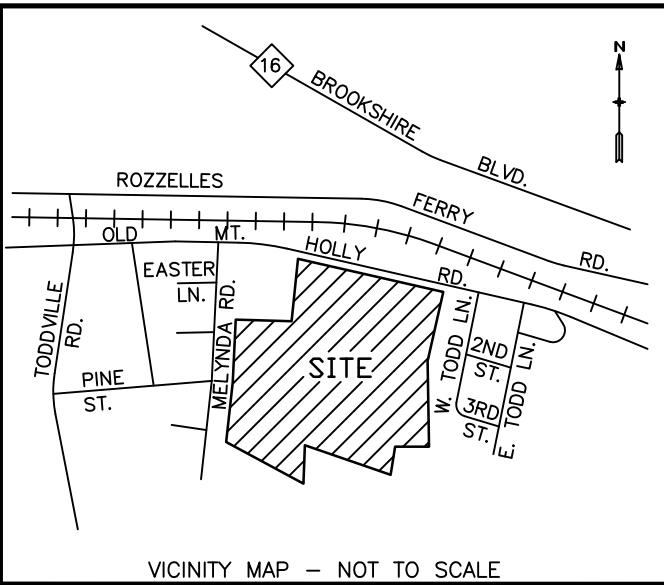 N
16
BROOKSHIRE BLVD.
ROZZELLES FERRY RD.
OLD MT. HOLLY RD.
EASTER
LN.
TODDVILLE
RD.
MELYNDA RD.
PINE
ST.
SITE
W. TODD LN.
2ND
ST.
3RD
ST.
E. TODD LN.
VICINITY MAP – NOT TO SCALE